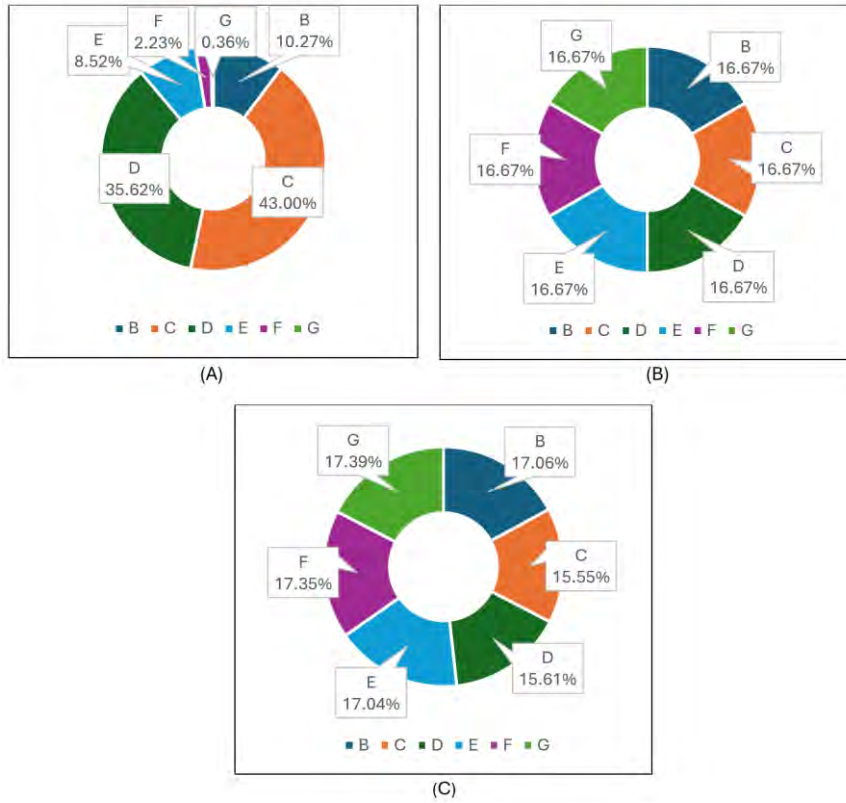 F
2.23%
G
0.36%
B
10.27%
E
8.52%
D
35.62%
C
43.00%
B C D E F G
(A)
G
16.67%
B
16.67%
F
16.67%
C
16.67%
E
16.67%
D
16.67%
B C D E F G
(B)
G
17.39%
B
17.06%
F
17.35%
C
15.55%
E
17.04%
D
15.61%
B C D E F G
(C)